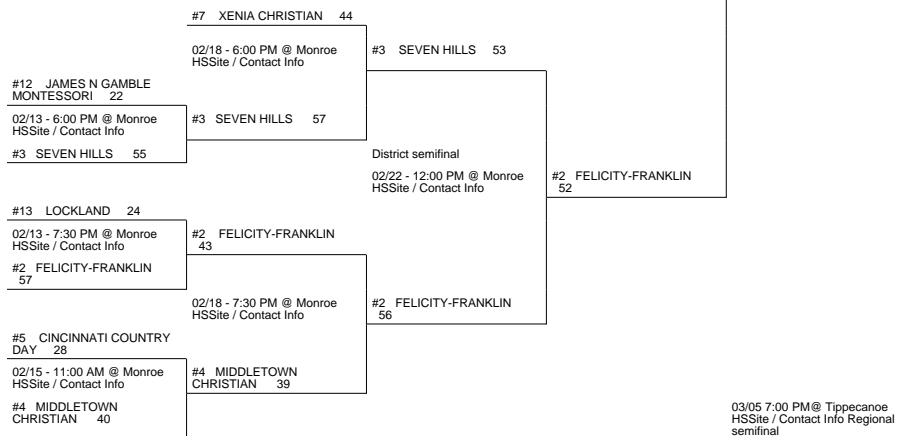 #7 XENIA CHRISTIAN 44
02/18 - 6:00 PM @ Monroe
HSSite / Contact Info
#3 SEVEN HILLS 53
#12 JAMES N GAMBLE
MONTESSORI 22
02/13 - 6:00 PM @ Monroe
HSSite / Contact Info
#3 SEVEN HILLS 57
#3 SEVEN HILLS 55
District semifinal
02/22 - 12:00 PM @ Monroe
HSSite / Contact Info
#2 FELICITY-FRANKLIN
52
#13 LOCKLAND 24
02/13 - 7:30 PM @ Monroe
HSSite / Contact Info
#2 FELICITY-FRANKLIN
43
#2 FELICITY-FRANKLIN
57
02/18 - 7:30 PM @ Monroe
HSSite / Contact Info
#2 FELICITY-FRANKLIN
56
#5 CINCINNATI COUNTRY
DAY 28
02/15 - 11:00 AM @ Monroe
HSSite / Contact Info
#4 MIDDLETOWN
CHRISTIAN 39
#4 MIDDLETOWN
CHRISTIAN 40
03/05 7:00 PM@ Tippecanoe
HSSite / Contact Info Regional
semifinal